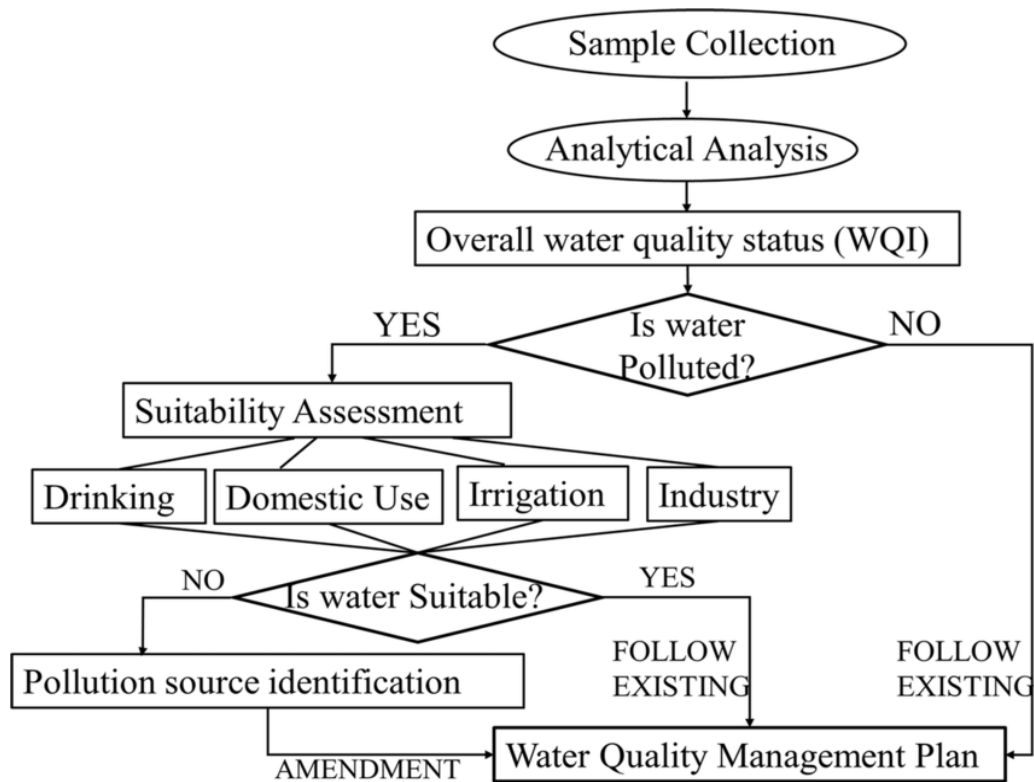 Sample Collection
Analytical Analysis
Overall water quality status (WQI)
YES
Is water
Polluted?
NO
Suitability Assessment
Drinking
Domestic Use
Irrigation
Industry
NO
Is water Suitable?
YES
FOLLOW
EXISTING
FOLLOW
EXISTING
Pollution source identification
AMENDMENT
Water Quality Management Plan